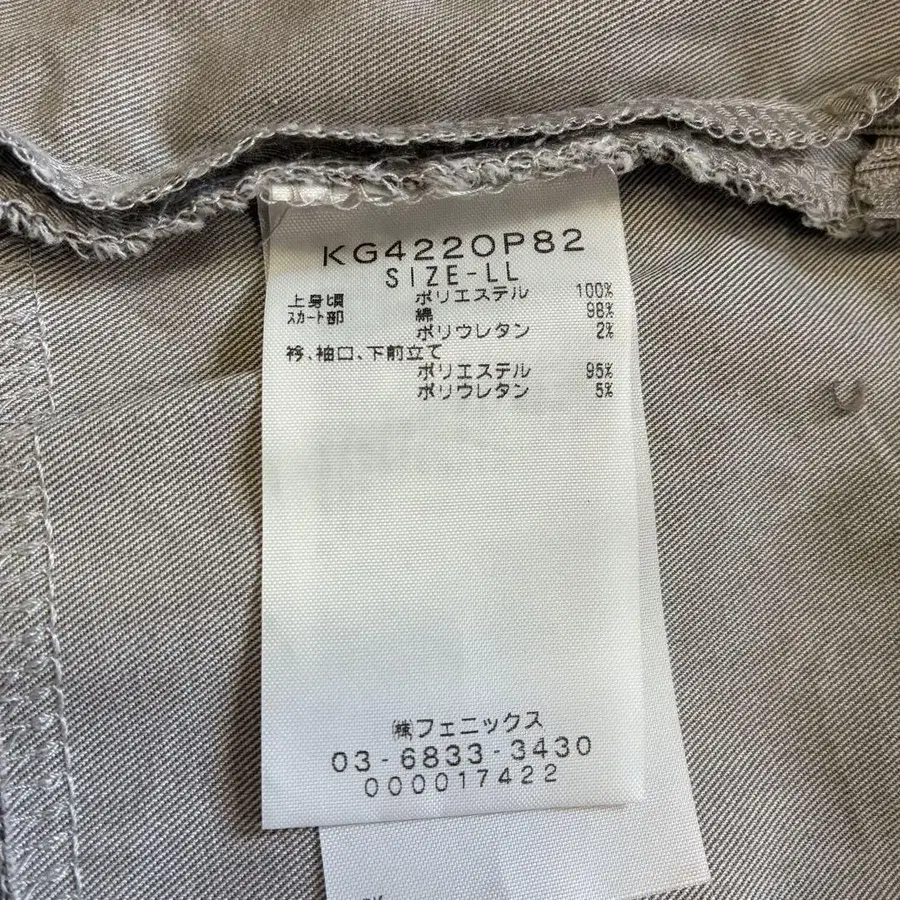 KG4220P82
SIZE-LL
上身頃 ポリエステル 100%
スカート部 綿 98%
ポリウレタン 2%
衿、袖口、下前立て
ポリエステル 95%
ポリウレタン 5%
㈱フェニックス
03-6833-3430
000017422